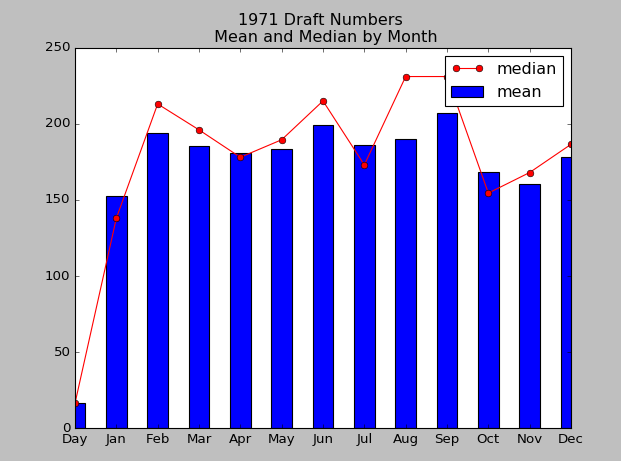 1971 Draft Numbers
Mean and Median by Month
median
mean
250
200
150
100
50
0
Day Jan Feb Mar Apr May Jun Jul Aug Sep Oct Nov Dec